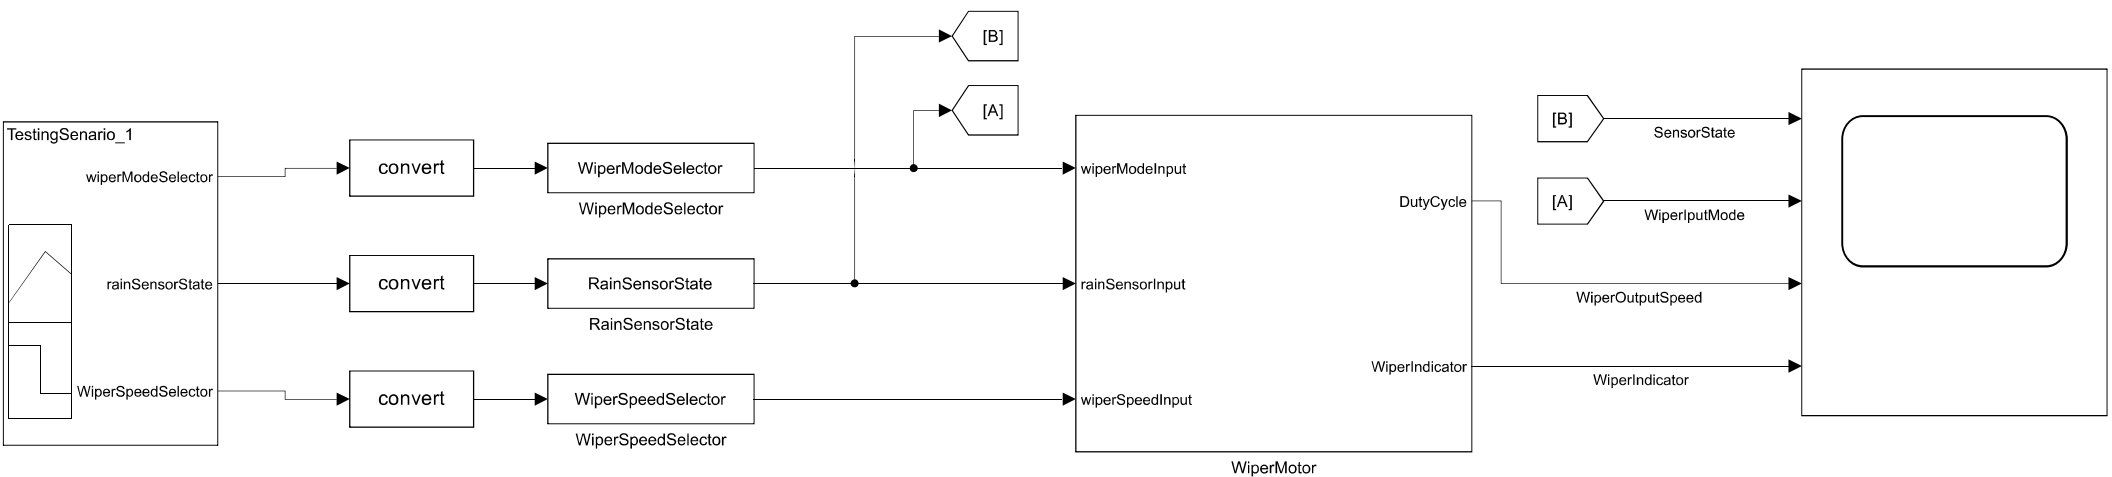 [B]
[A]
TestingSenario_1
wiperModeSelector
rainSensorState
WiperSpeedSelector
convert
convert
convert
WiperModeSelector
WiperModeSelector
RainSensorState
RainSensorState
WiperSpeedSelector
WiperSpeedSelector
wiperModeInput
rainSensorInput
wiperSpeedInput
DutyCycle
WiperIndicator
WiperMotor
[B]
SensorState
[A]
WiperIputMode
WiperOutputSpeed
WiperIndicator